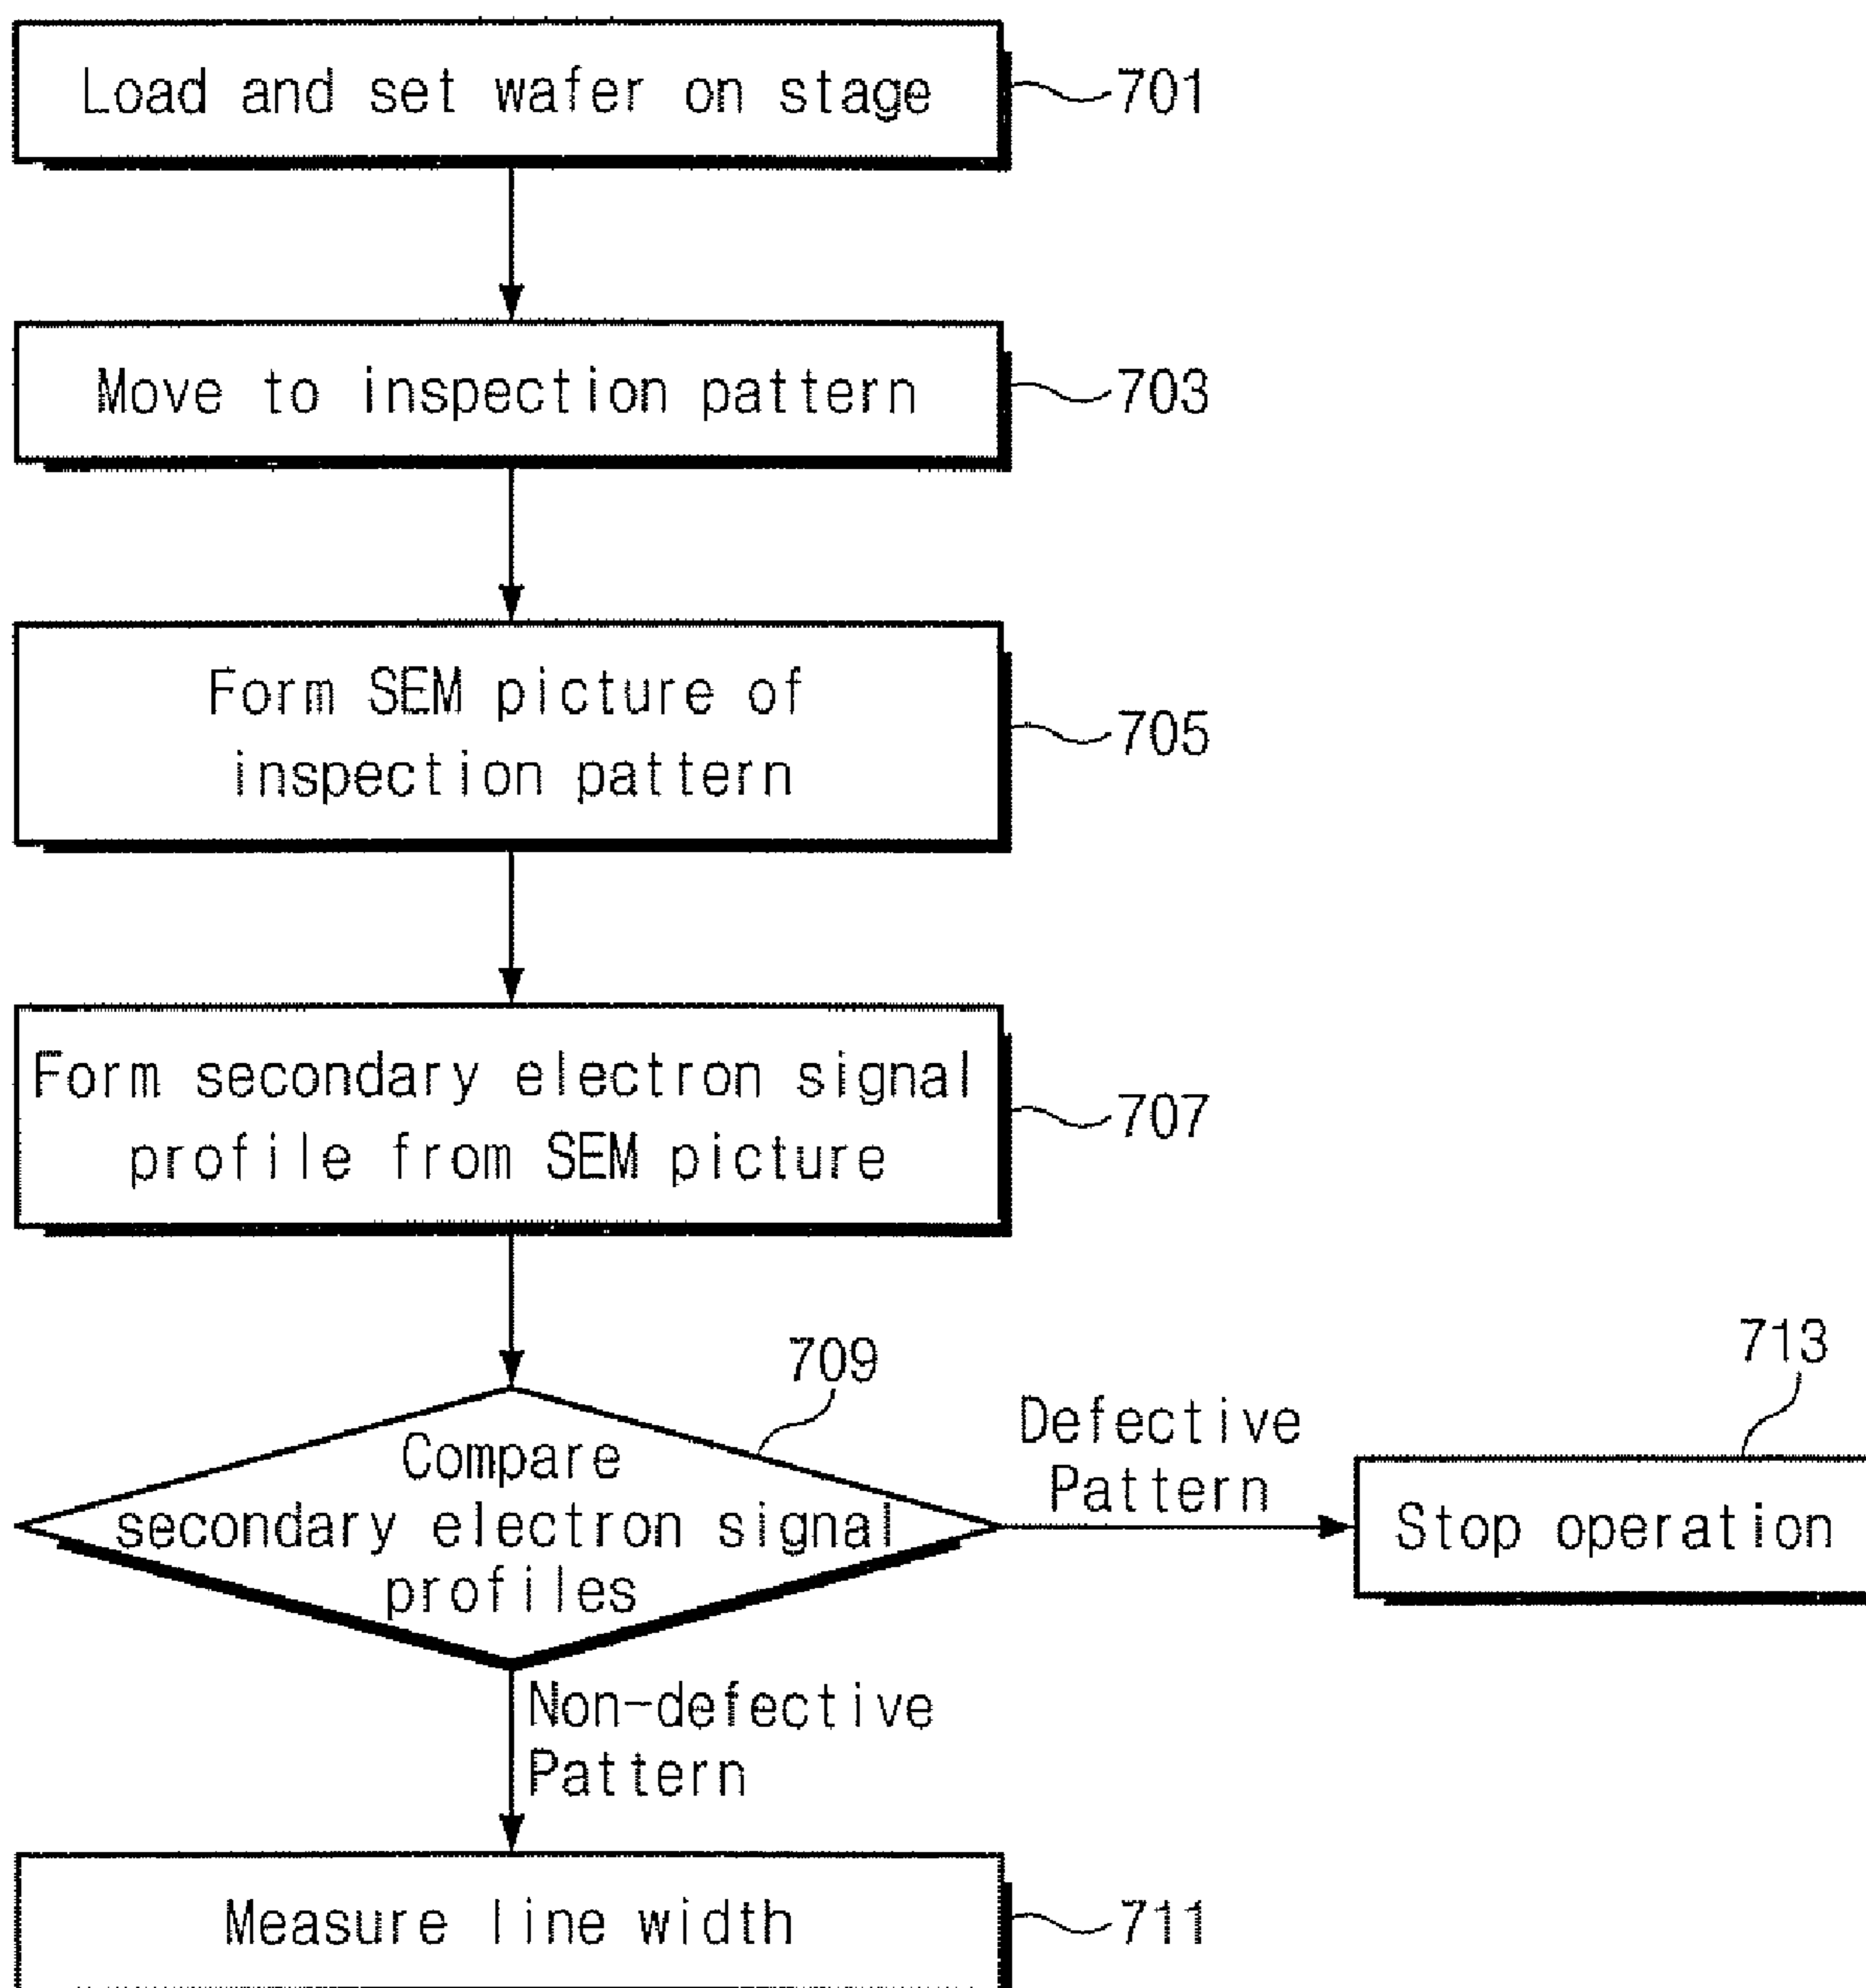 Load and set wafer on stage
701
Move to inspection pattern
703
Form SEM picture of
inspection pattern
705
Form secondary electron signal
profile from SEM picture
707
709
Compare
secondary electron signal
profiles
Defective
Pattern
713
Stop operation
Non-defective
Pattern
Measure line width
711